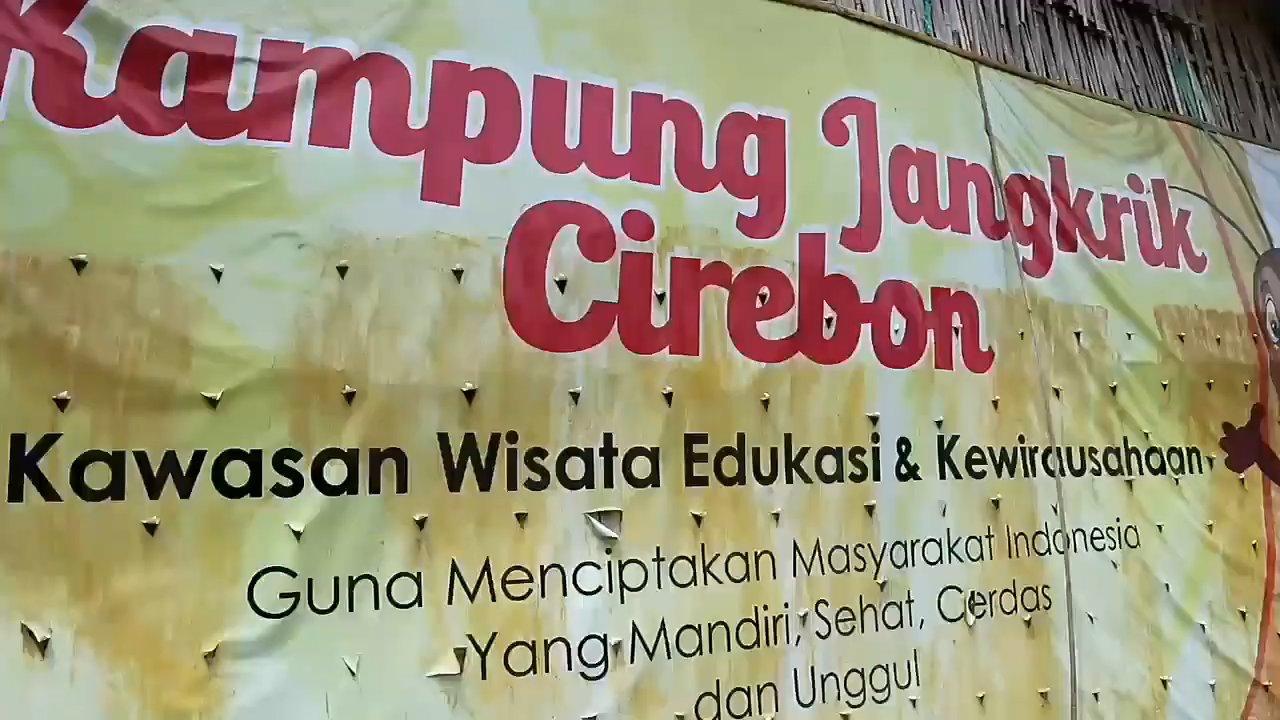 Kampung Jangkrik
Cirebon
Kawasan Wisata Edukasi & Kewirausahaan
Guna Menciptakan Masyarakat Indonesia
Yang Mandiri, Sehat, Cerdas
dan Unggul